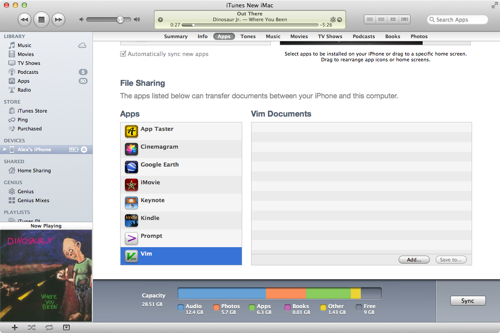 iTunes New iMac
Out There
Dinosaur Jr. — Where You Been
0:27
-5:26
Search Apps
Summary Info Apps Tones Music Movies TV Shows Podcasts Books Photos
LIBRARY
Music
Movies
TV Shows
Podcasts 8
Apps
Radio
STORE
iTunes Store
Ping
Purchased
DEVICES
Alex's iPhone
SHARED
Home Sharing
GENIUS
Genius
Genius Mixes
PLAYLISTS
iTunes DJ
Now Playing
DINOSAUR JR
WHERE
YOU
BEEN
Automatically sync new apps
Select apps to be installed on your iPhone or drag to a specific home screen.
Drag to rearrange app icons or home screens.
File Sharing
The apps listed below can transfer documents between your iPhone and this computer.
Apps
App Taster
Cinemagram
Google Earth
iMovie
Keynote
Kindle
Prompt
Vim
Vim Documents
Add...
Save to...
Capacity
28.51 GB
Audio
12.4 GB
Photos
5.7 GB
Apps
6.3 GB
Books
0.01 GB
Other
1.43 GB
Free
9 GB
Sync